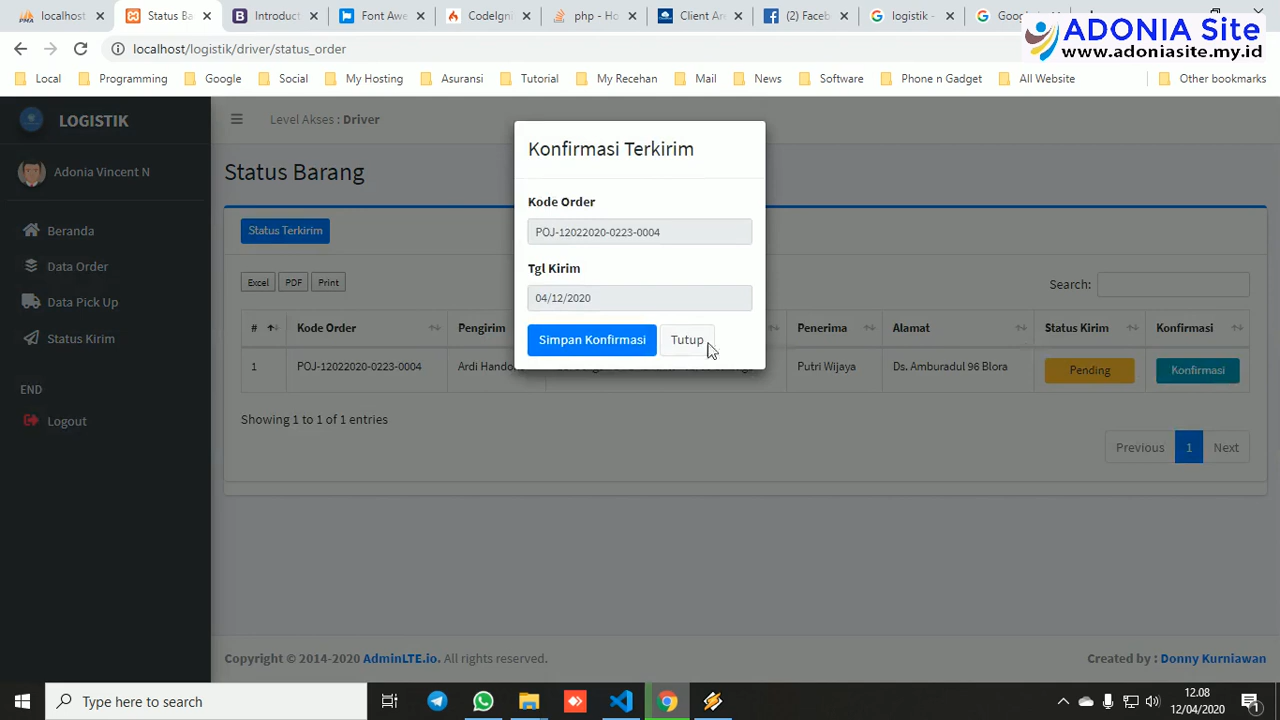 localhost
Status Ba
Introduct
Font Awe
CodeIgni
php - How
Client Ar
(2) Faceb
logistik -
Google
ADONIA Site
www.adoniasite.my.id
localhost/logistik/driver/status_order
Local
Programming
Google
Social
My Hosting
Asuransi
Tutorial
My Recehan
Mail
News
Software
Phone n Gadget
All Website
Other bookmarks
LOGISTIK
Level Akses : Driver
Adonia Vincent N
Beranda
Data Order
Data Pick Up
Status Kirim
END
Logout
Status Barang
Status Terkirim
Excel
PDF
Print
Search:
# Kode Order Pengirim Penerima Alamat Status Kirim Konfirmasi
1 POJ-12022020-0223-0004 Ardi Hando Putri Wijaya Ds. Amburadul 96 Blora Pending Konfirmasi
Showing 1 to 1 of 1 entries
Previous 1 Next
Konfirmasi Terkirim
Kode Order
POJ-12022020-0223-0004
Tgl Kirim
04/12/2020
Simpan Konfirmasi
Tutup
Copyright © 2014-2020 AdminLTE.io. All rights reserved.
Created by : Donny Kurniawan
Type here to search
12.08
12/04/2020
1